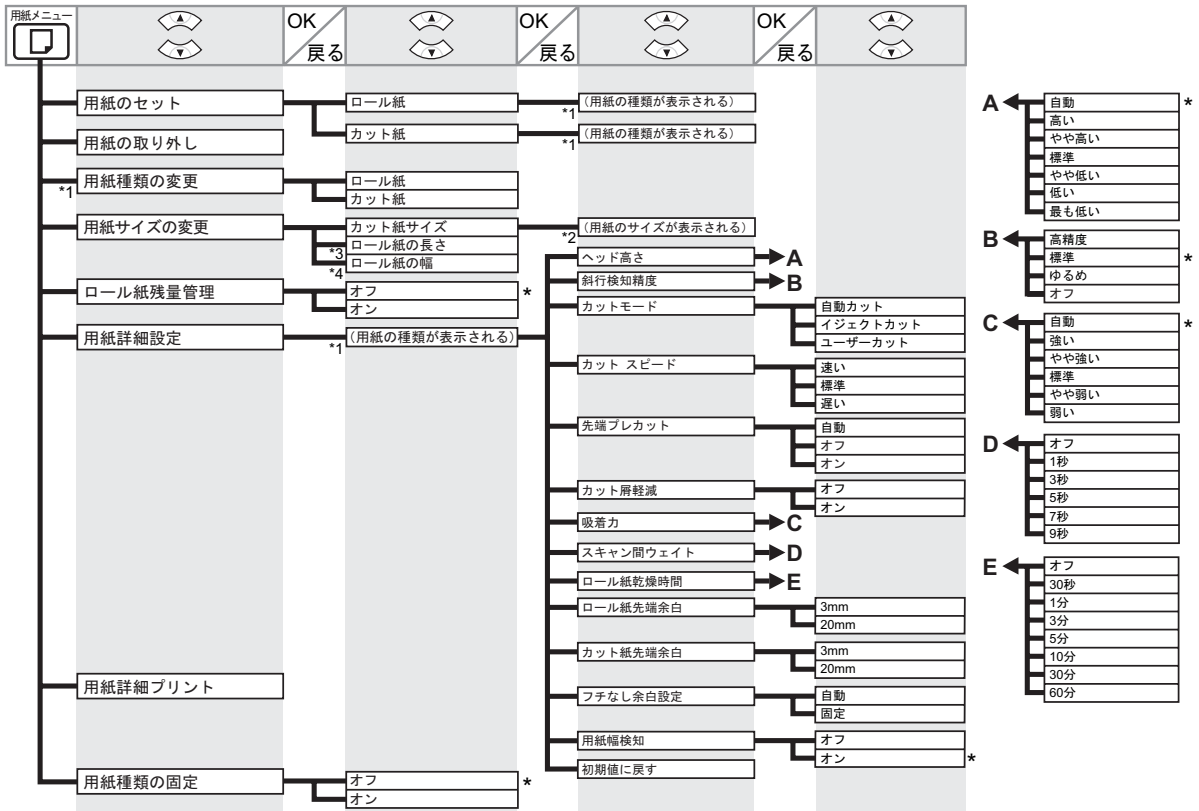 用紙メニュー
OK
戻る
OK
戻る
OK
戻る
用紙のセット
ロール紙
*1
(用紙の種類が表示される)
カット紙
*1
(用紙の種類が表示される)
用紙の取り外し
*1
用紙種類の変更
ロール紙
カット紙
用紙サイズの変更
カット紙サイズ
*2
(用紙のサイズが表示される)
*3
ロール紙の長さ
*4
ロール紙の幅
ロール紙残量管理
オフ
*
オン
用紙詳細設定
*1
(用紙の種類が表示される)
ヘッド高さ
A
斜行検知精度
B
カットモード
自動カット
イジェクトカット
ユーザーカット
カット スピード
速い
標準
遅い
先端プレカット
自動
オフ
オン
カット屑軽減
オフ
オン
吸着力
C
スキャン間ウェイト
D
ロール紙乾燥時間
E
ロール紙先端余白
3mm
20mm
カット紙先端余白
3mm
20mm
フチなし余白設定
自動
固定
用紙幅検知
オフ
オン
*
初期値に戻す
用紙詳細プリント
用紙種類の固定
オフ
*
オン
A
自動
*
高い
やや高い
標準
やや低い
低い
最も低い
B
高精度
標準
*
ゆるめ
オフ
C
自動
*
強い
やや強い
標準
やや弱い
弱い
D
オフ
1秒
3秒
5秒
7秒
9秒
E
オフ
30秒
1分
3分
5分
10分
30分
60分